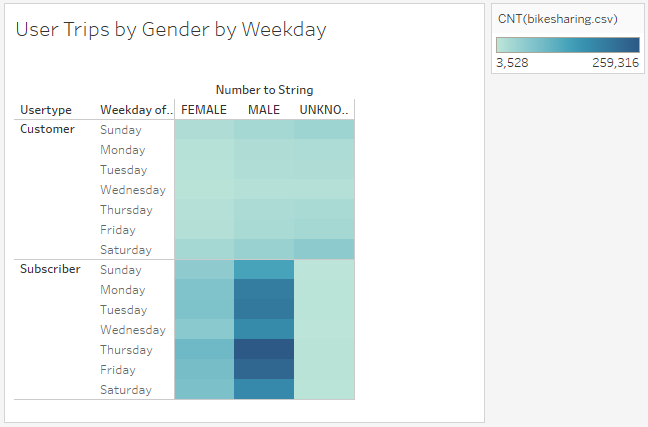 User Trips by Gender by Weekday
CNT(bikesharing.csv)
3,528 259,316
Number to String
Usertype Weekday of.. FEMALE MALE UNKNO..
Customer Sunday
Monday
Tuesday
Wednesday
Thursday
Friday
Saturday
Subscriber Sunday
Monday
Tuesday
Wednesday
Thursday
Friday
Saturday